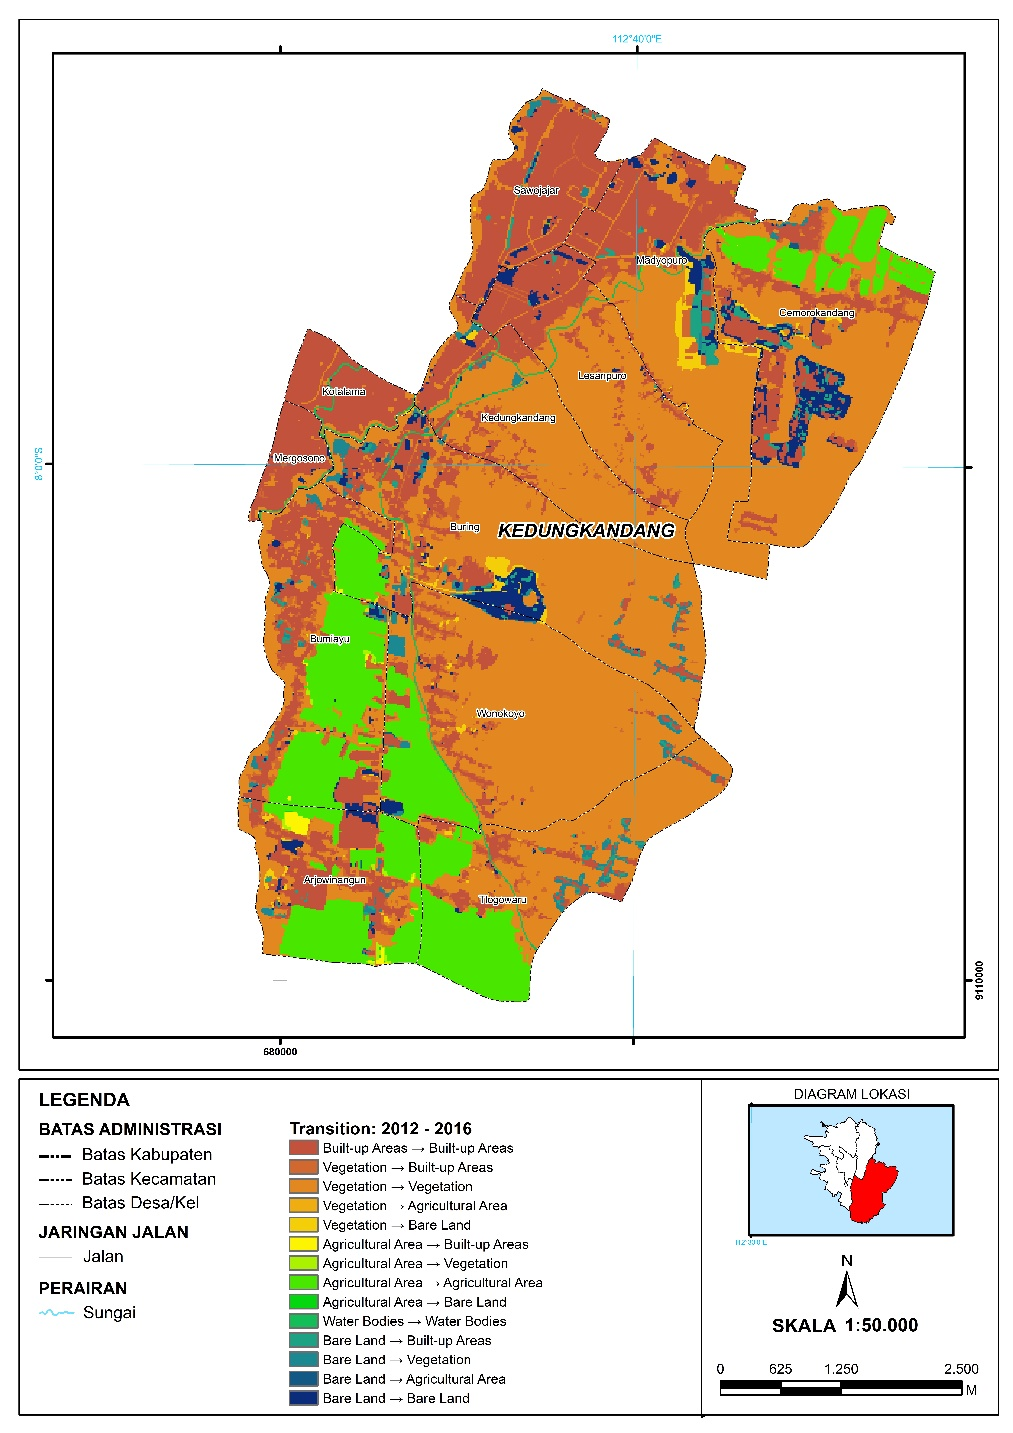 112°40'0"E
Sawojajar
Madyopuro
Cemorokandang
Lesanpuro
Kotalama
Kedungkandang
Mergosono
8°0'0"S
Buring
KEDUNGKANDANG
Bumiayu
Wonokoyo
Arjowinangun
Tlogowaru
9110000
680000
LEGENDA
BATAS ADMINISTRASI
Batas Kabupaten
Batas Kecamatan
Batas Desa/Kel
JARINGAN JALAN
Jalan
PERAIRAN
Sungai
Transition: 2012 - 2016
Built-up Areas → Built-up Areas
Vegetation → Built-up Areas
Vegetation → Vegetation
Vegetation → Agricultural Area
Vegetation → Bare Land
Agricultural Area → Built-up Areas
Agricultural Area → Vegetation
Agricultural Area → Agricultural Area
Agricultural Area → Bare Land
Water Bodies → Water Bodies
Bare Land → Built-up Areas
Bare Land → Vegetation
Bare Land → Agricultural Area
Bare Land → Bare Land
DIAGRAM LOKASI
N
SKALA 1:50.000
0 625 1.250 2.500
M